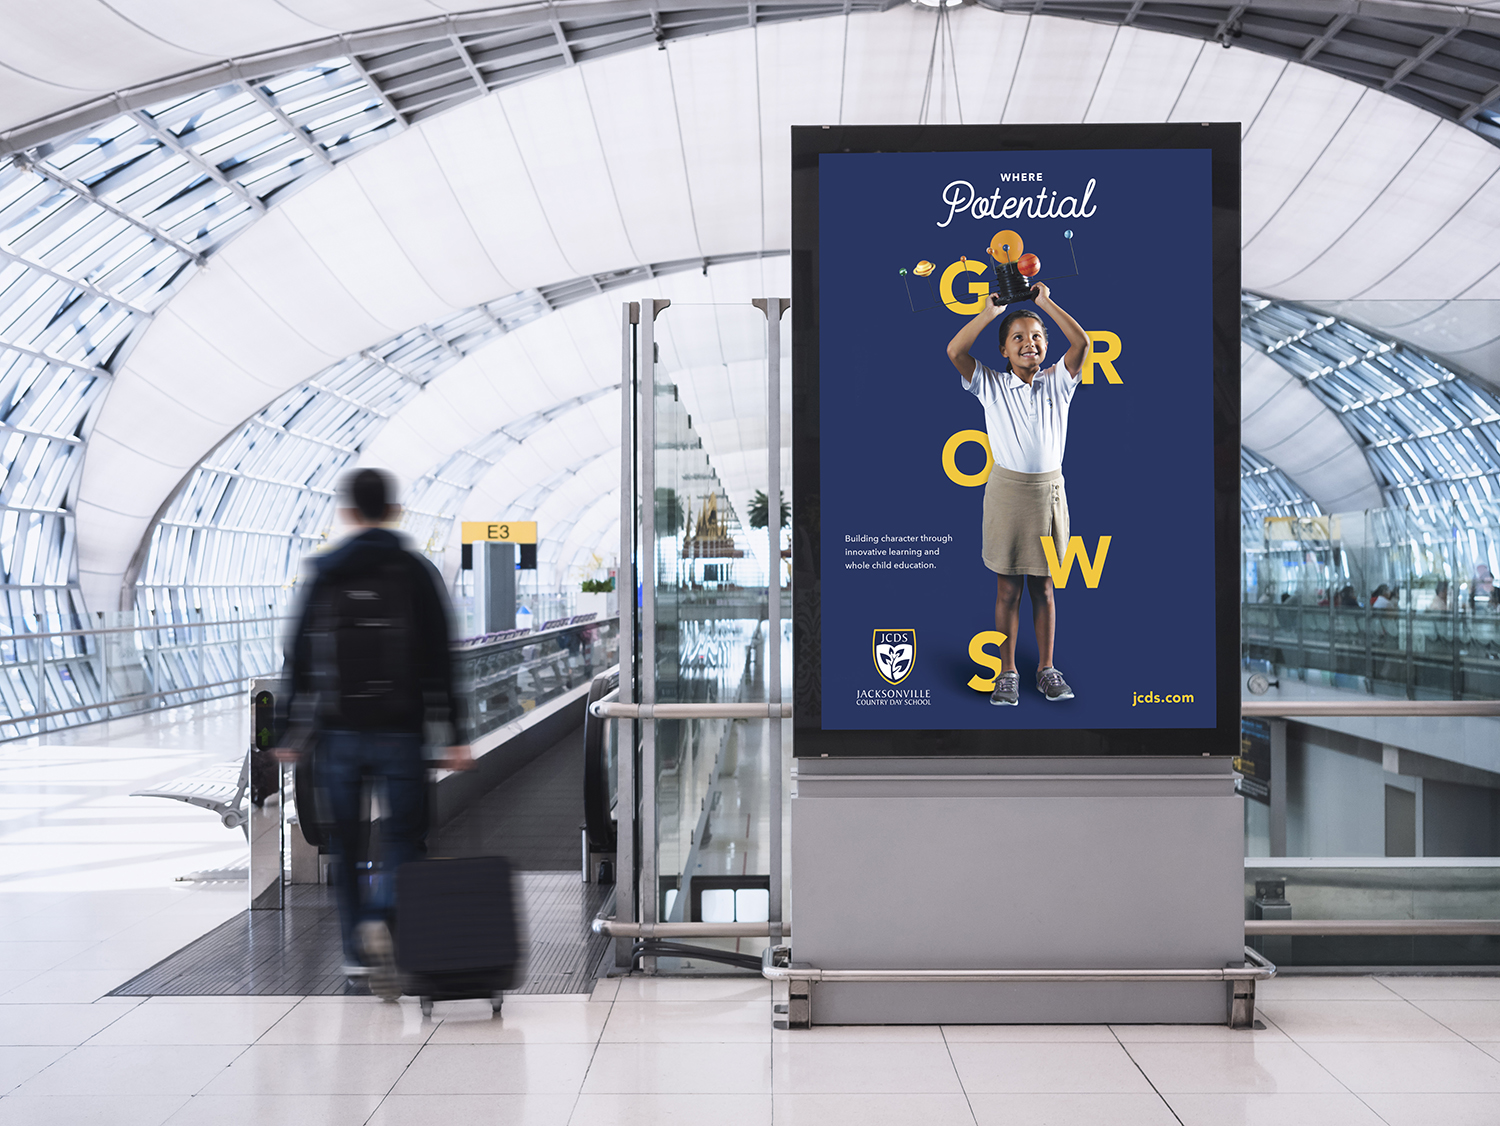 E3
WHERE
Potential
G
R
O
W
S
Building character through
innovative learning and
whole child education.
JCDS
JACKSONVILLE
COUNTRY DAY SCHOOL
jcds.com